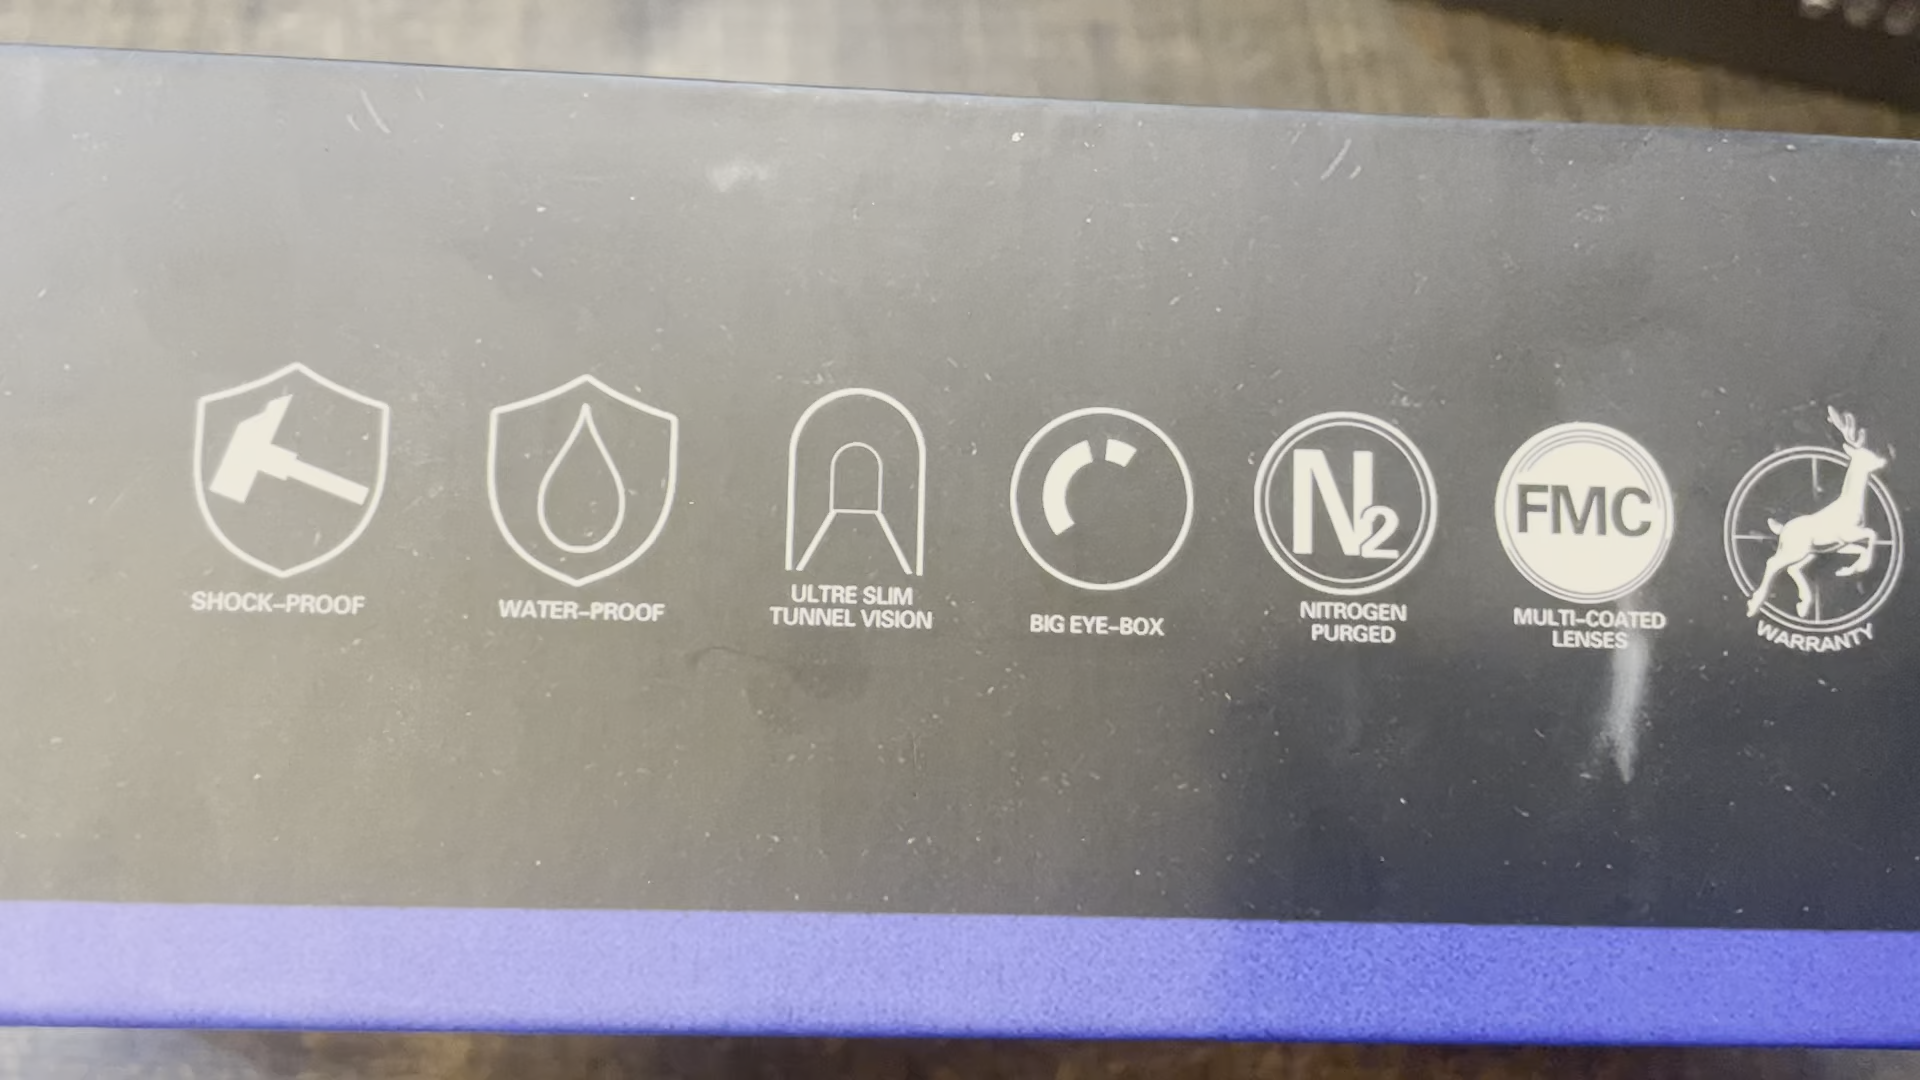 SHOCK-PROOF
WATER-PROOF
ULTRE SLIM
TUNNEL VISION
BIG EYE-BOX
N2
NITROGEN
PURGED
FMC
MULTI-COATED
LENSES
WARRANTY